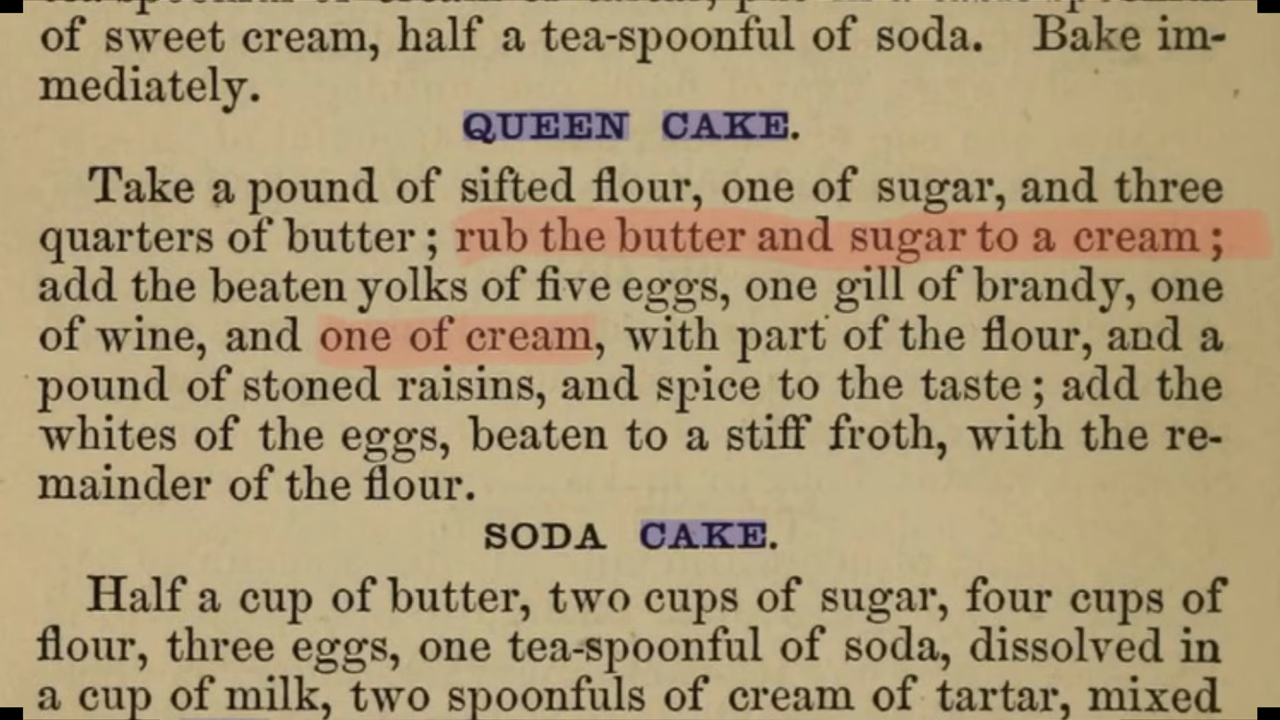 of sweet cream, half a tea-spoonful of soda. Bake im-
mediately.
QUEEN CAKE.
Take a pound of sifted flour, one of sugar, and three
quarters of butter; rub the butter and sugar to a cream;
add the beaten yolks of five eggs, one gill of brandy, one
of wine, and one of cream, with part of the flour, and a
pound of stoned raisins, and spice to the taste; add the
whites of the eggs, beaten to a stiff froth, with the re-
mainder of the flour.
SODA CAKE.
Half a cup of butter, two cups of sugar, four cups of
flour, three eggs, one tea-spoonful of soda, dissolved in
a cup of milk, two spoonfuls of cream of tartar, mixed